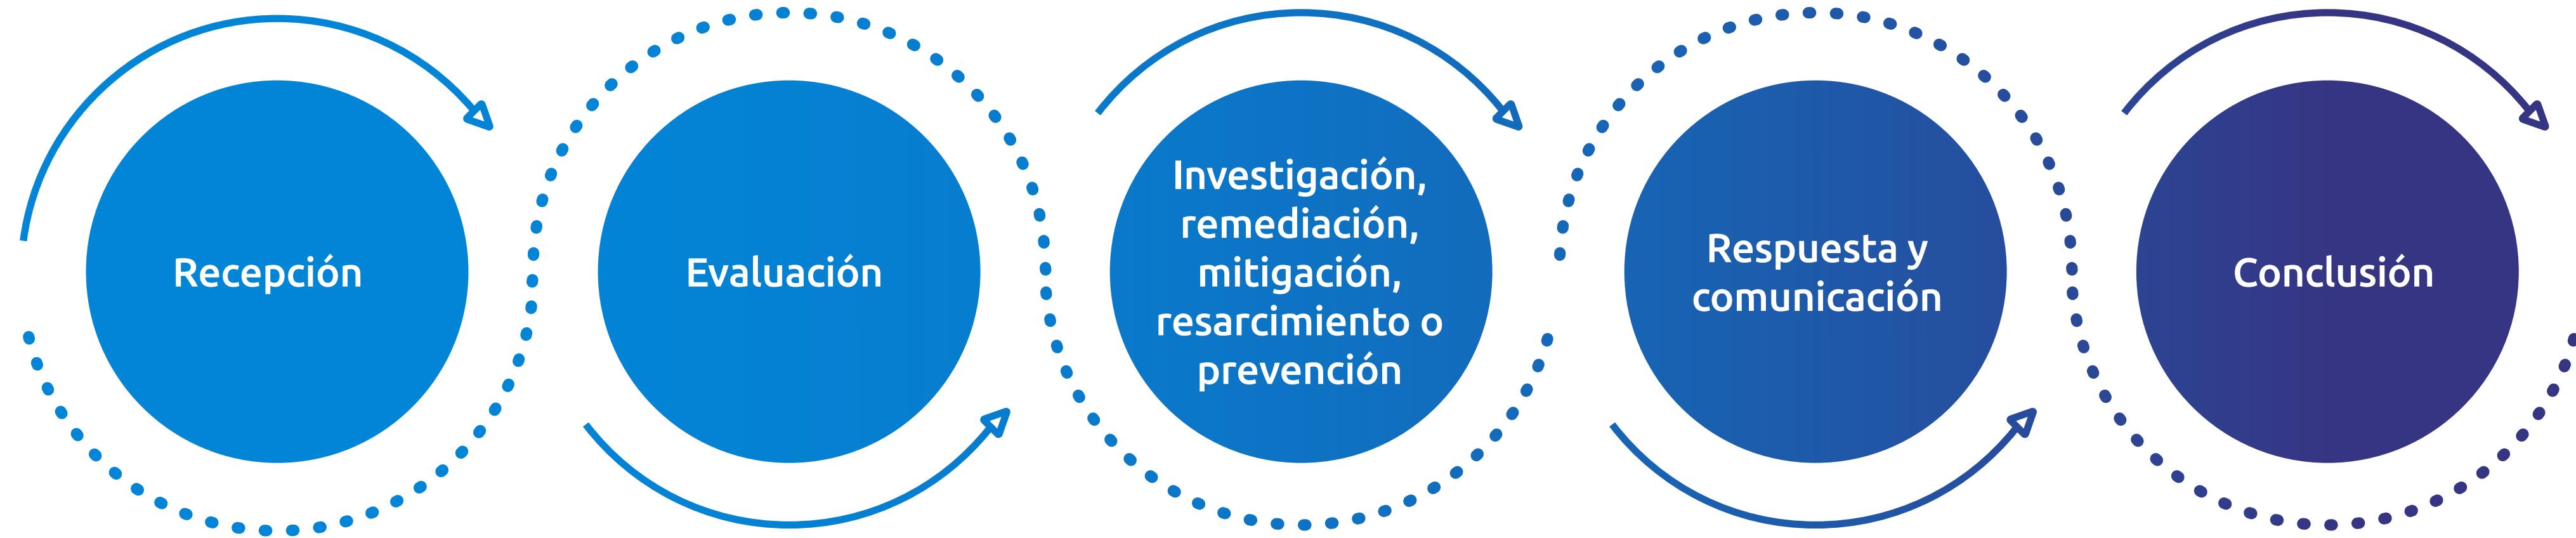 Recepción
Evaluación
Investigación,
remediación,
mitigación,
resarcimiento o
prevención
Respuesta y
comunicación
Conclusión